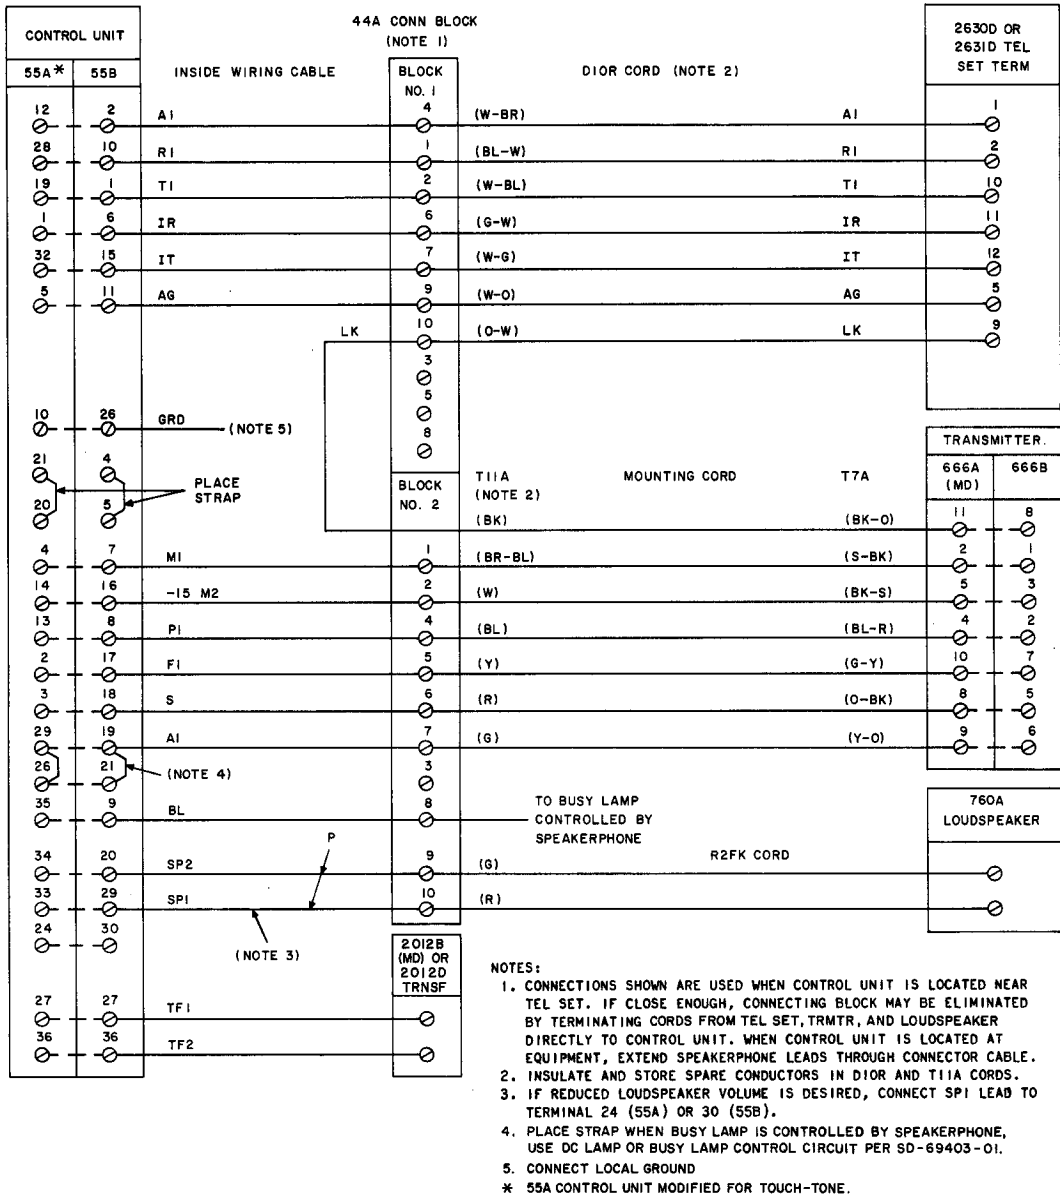 44A CONN BLOCK
(NOTE 1)
CONTROL UNIT
55A* 55B
INSIDE WIRING CABLE
BLOCK
NO. 1
DIOR CORD (NOTE 2)
2630D OR
2631D TEL
SET TERM
12 2 A1 4 (W-BR) A1 1
28 10 R1 1 (BL-W) R1 2
19 1 T1 2 (W-BL) T1 10
1 6 IR 6 (G-W) IR 11
32 15 IT 7 (W-G) IT 12
5 11 AG 9 (W-O) AG 5
LK 10 (O-W) LK 9
3
5
8
10 26 GRD (NOTE 5)
21 4
20 5
PLACE
STRAP
BLOCK
NO. 2
T11A
(NOTE 2)
MOUNTING CORD
T7A
TRANSMITTER.
666A
(MD)
666B
(BK) (BK-O) 11 8
4 7 M1 1 (BR-BL) (S-BK) 2 1
14 16 -15 M2 2 (W) (BK-S) 5 3
13 8 P1 4 (BL) (BL-R) 4 2
2 17 F1 5 (Y) (G-Y) 10 7
3 18 S 6 (R) (O-BK) 8 5
29 19 A1 7 (G) (Y-O) 9 6
26 21 (NOTE 4) 3
35 9 BL 8
TO BUSY LAMP
CONTROLLED BY
SPEAKERPHONE
760A
LOUDSPEAKER
P
34 20 SP2 9 (G) R2FK CORD
33 29 SP1 10 (R)
24 30
(NOTE 3)
2012B
(MD) OR
2012D
TRNSF
27 27 TF1
36 36 TF2
NOTES:
1. CONNECTIONS SHOWN ARE USED WHEN CONTROL UNIT IS LOCATED NEAR
TEL SET. IF CLOSE ENOUGH, CONNECTING BLOCK MAY BE ELIMINATED
BY TERMINATING CORDS FROM TEL SET, TRMTR, AND LOUDSPEAKER
DIRECTLY TO CONTROL UNIT. WHEN CONTROL UNIT IS LOCATED AT
EQUIPMENT, EXTEND SPEAKERPHONE LEADS THROUGH CONNECTOR CABLE.
2. INSULATE AND STORE SPARE CONDUCTORS IN D10R AND T11A CORDS.
3. IF REDUCED LOUDSPEAKER VOLUME IS DESIRED, CONNECT SP1 LEAD TO
TERMINAL 24 (55A) OR 30 (55B).
4. PLACE STRAP WHEN BUSY LAMP IS CONTROLLED BY SPEAKERPHONE,
USE DC LAMP OR BUSY LAMP CONTROL CIRCUIT PER SD-69403-01.
5. CONNECT LOCAL GROUND
* 55A CONTROL UNIT MODIFIED FOR TOUCH-TONE.